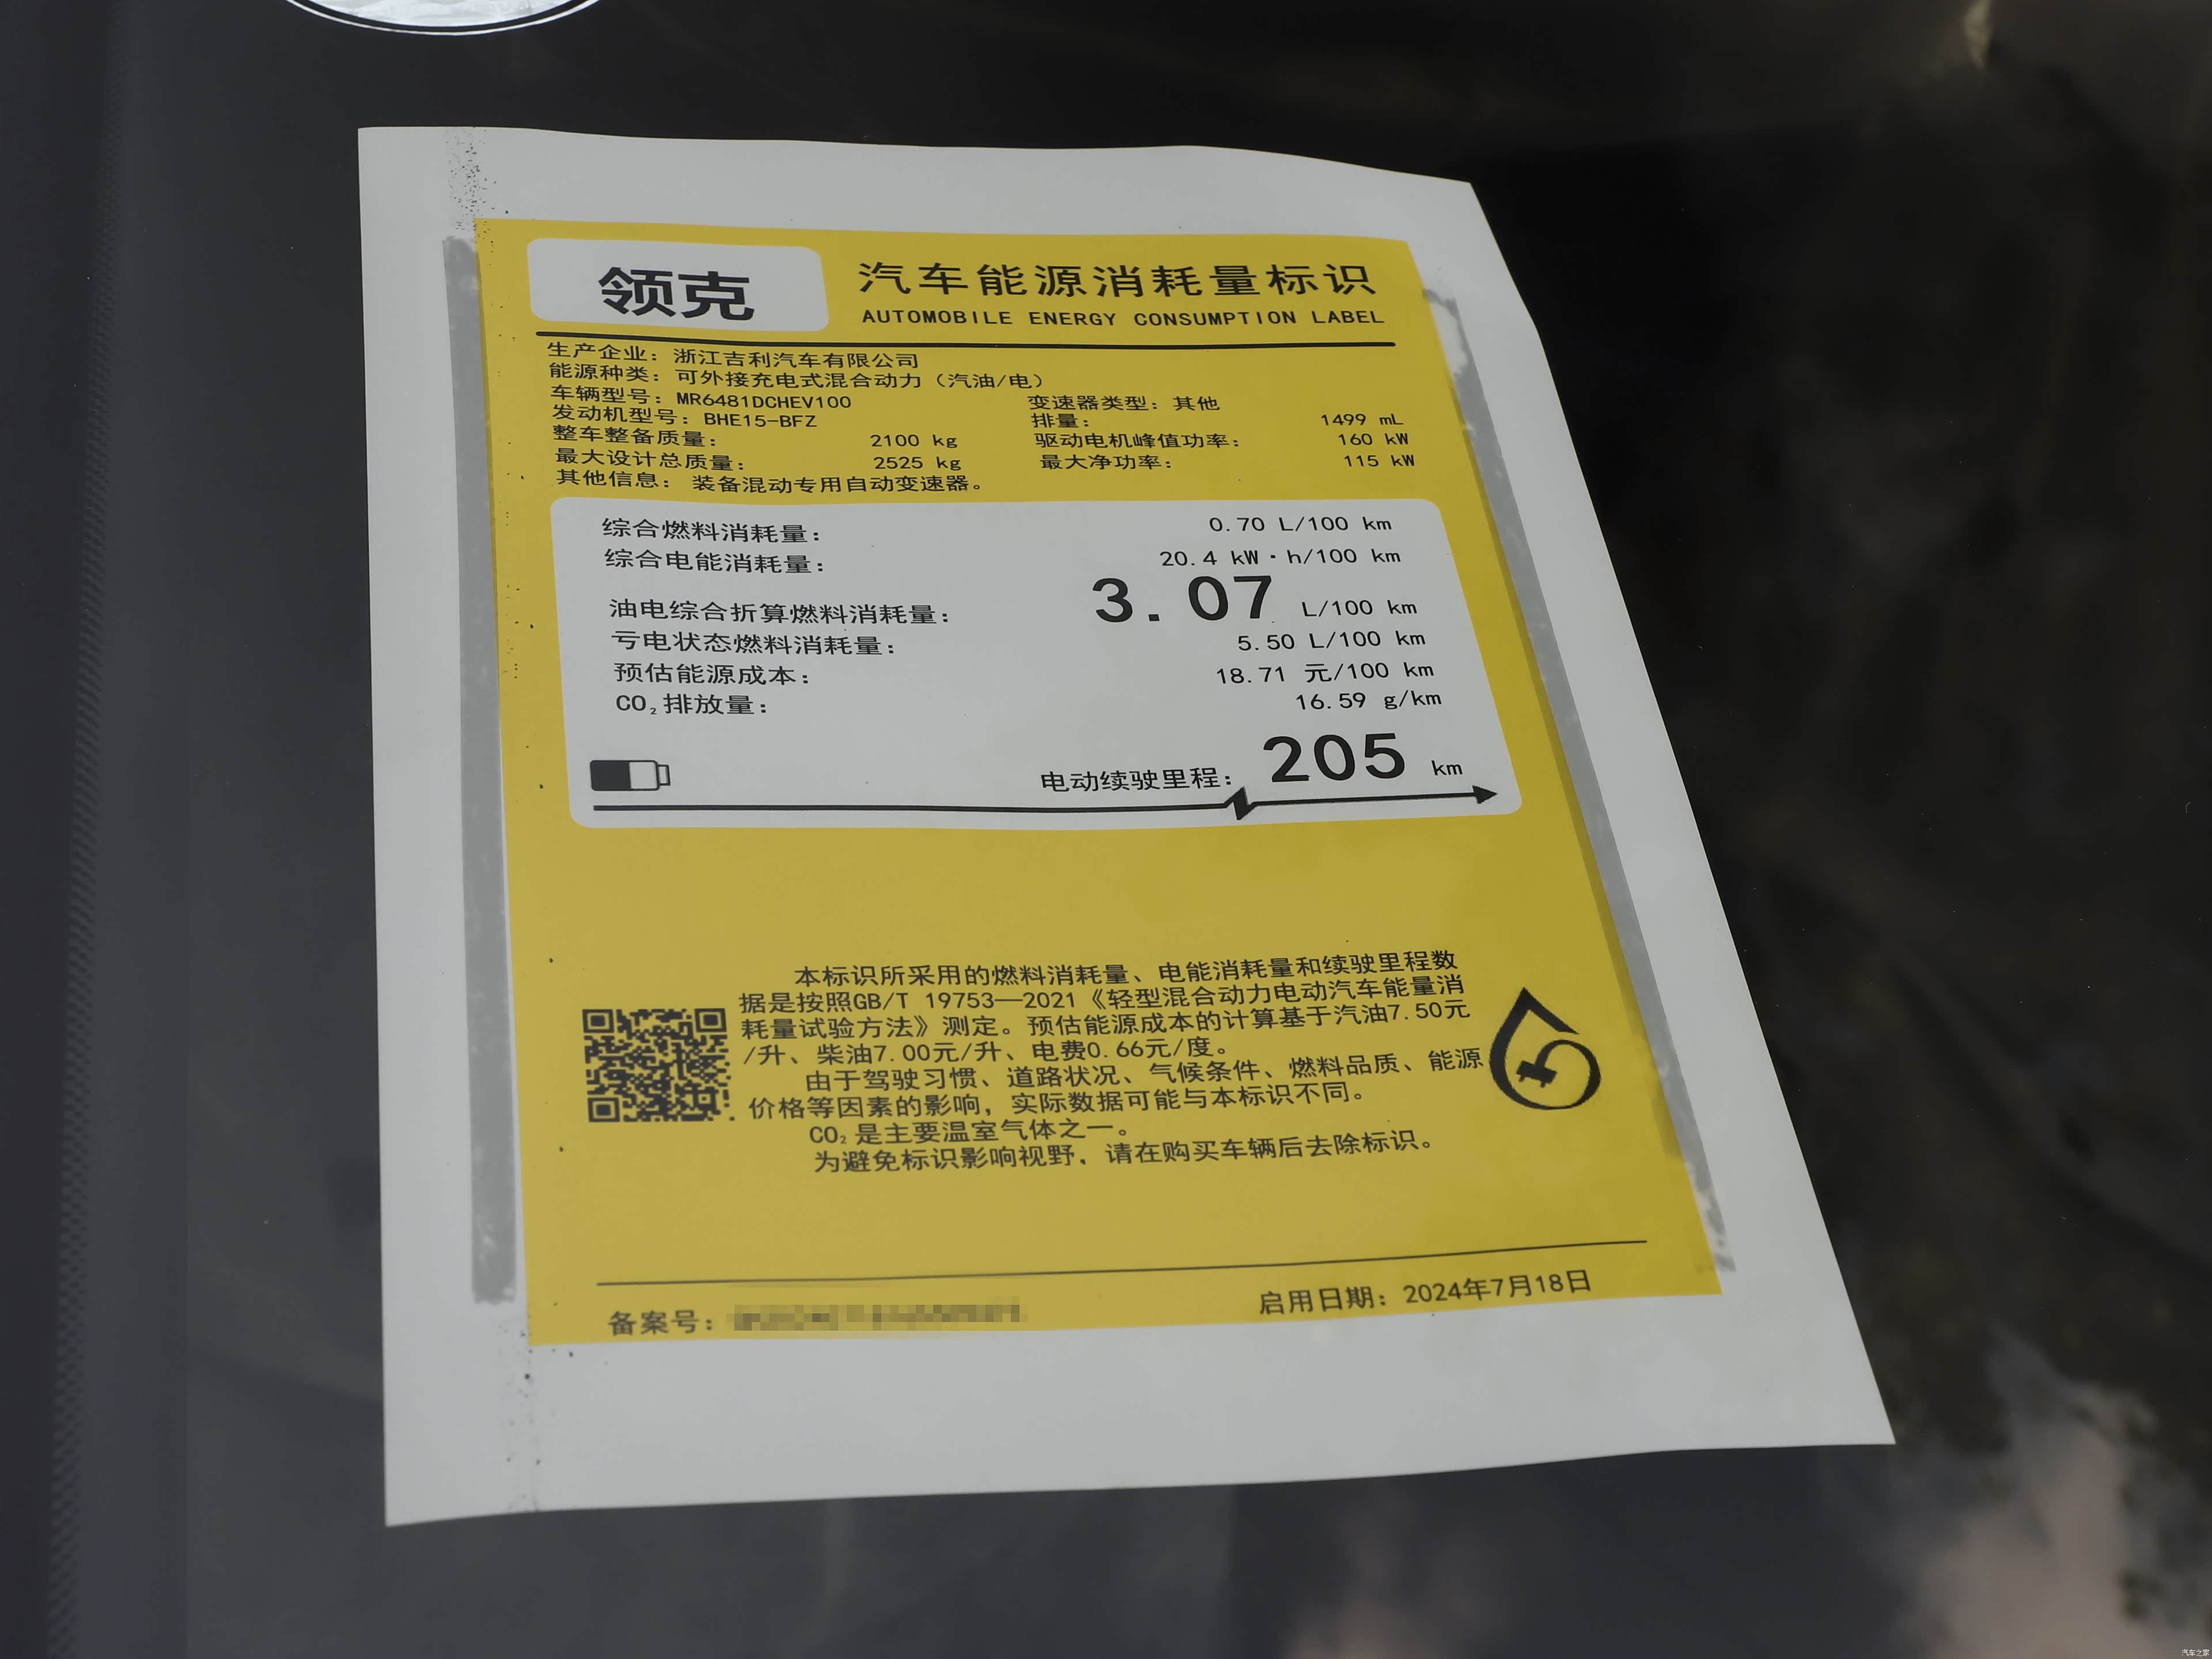 领克
汽车能源消耗量标识
AUTOMOBILE ENERGY CONSUMPTION LABEL
生产企业：浙江吉利汽车有限公司
能源种类：可外接充电式混合动力（汽油/电）
车辆型号：MR6481DCHEV100 变速器类型：其他
发动机型号：BHE15-BFZ 排量： 1499 mL
整车整备质量： 2100 kg 驱动电机峰值功率： 160 kW
最大设计总质量： 2525 kg 最大净功率： 115 kW
其他信息：装备混动专用自动变速器。
综合燃料消耗量： 0.70 L/100 km
综合电能消耗量： 20.4 kW·h/100 km
油电综合折算燃料消耗量： 3.07 L/100 km
亏电状态燃料消耗量： 5.50 L/100 km
预估能源成本： 18.71 元/100 km
CO₂排放量： 16.59 g/km
电动续驶里程： 205 km
本标识所采用的燃料消耗量、电能消耗量和续驶里程数
据是按照GB/T 19753—2021《轻型混合动力电动汽车能量消
耗量试验方法》测定。预估能源成本的计算基于汽油7.50元
/升、柴油7.00元/升、电费0.66元/度。
由于驾驶习惯、道路状况、气候条件、燃料品质、能源
价格等因素的影响，实际数据可能与本标识不同。
CO₂是主要温室气体之一。
为避免标识影响视野，请在购买车辆后去除标识。
备案号： 启用日期：2024年7月18日
汽车之家